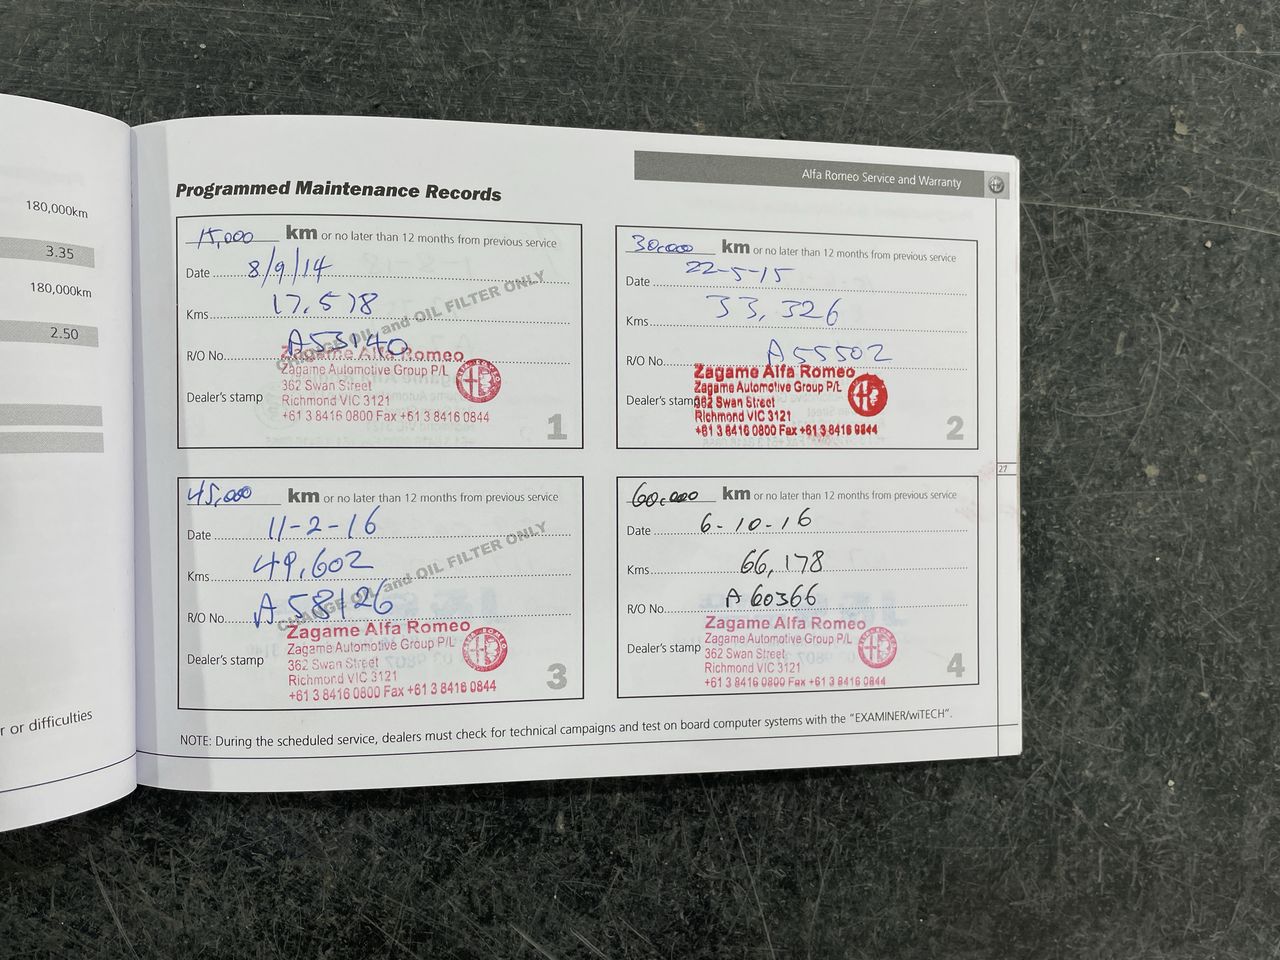 180,000km
3.35
180,000km
2.50
r or difficulties
Alfa Romeo Service and Warranty
Programmed Maintenance Records
15,000 km or no later than 12 months from previous service
Date 8/9/14
Kms 17,578
CHANGE OIL and OIL FILTER ONLY
R/O No. A53140
Dealer's stamp
Zagame Alfa Romeo
Zagame Automotive Group P/L
362 Swan Street
Richmond VIC 3121
+61 3 8416 0800 Fax +61 3 8416 0844
1
30,000 km or no later than 12 months from previous service
Date 22-5-15
Kms 33,326
R/O No. A55502
Dealer's stamp
Zagame Alfa Romeo
Zagame Automotive Group P/L
362 Swan Street
Richmond VIC 3121
+61 3 8416 0800 Fax +61 3 8416 0844
2
45,000 km or no later than 12 months from previous service
Date 11-2-16
Kms 49,602
CHANGE OIL and OIL FILTER ONLY
R/O No. A58126
Dealer's stamp
Zagame Alfa Romeo
Zagame Automotive Group P/L
362 Swan Street
Richmond VIC 3121
+61 3 8416 0800 Fax +61 3 8416 0844
3
60,000 km or no later than 12 months from previous service
Date 6-10-16
Kms 66,178
R/O No. A60366
Dealer's stamp
Zagame Alfa Romeo
Zagame Automotive Group P/L
362 Swan Street
Richmond VIC 3121
+61 3 8416 0800 Fax +61 3 8416 0844
4
27
NOTE: During the scheduled service, dealers must check for technical campaigns and test on board computer systems with the "EXAMINER/wiTECH".